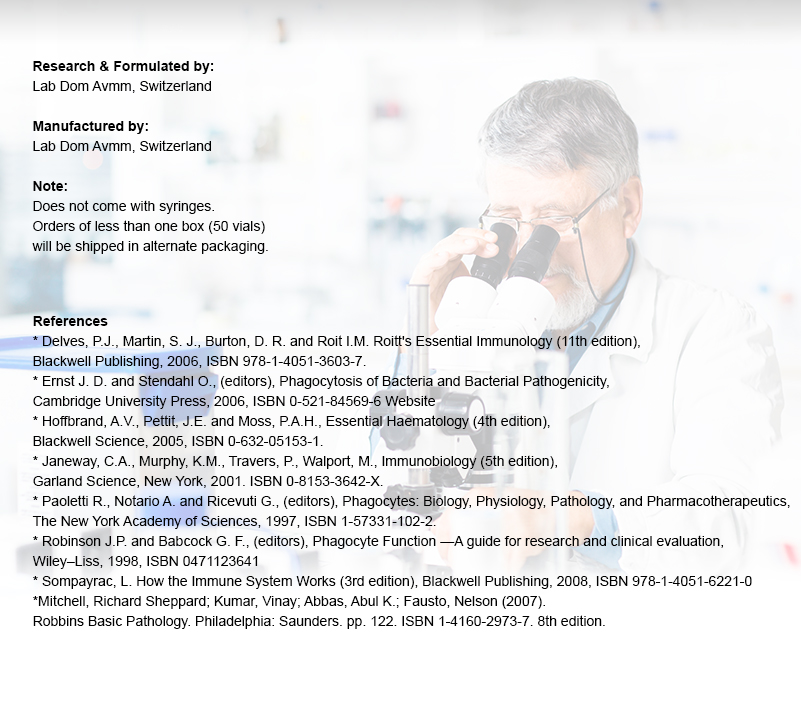 Research & Formulated by:
Lab Dom Avmm, Switzerland
Manufactured by:
Lab Dom Avmm, Switzerland
Note:
Does not come with syringes.
Orders of less than one box (50 vials)
will be shipped in alternate packaging.
References
* Delves, P.J., Martin, S. J., Burton, D. R. and Roit I.M. Roitt's Essential Immunology (11th edition),
Blackwell Publishing, 2006, ISBN 978-1-4051-3603-7.
* Ernst J. D. and Stendahl O., (editors), Phagocytosis of Bacteria and Bacterial Pathogenicity,
Cambridge University Press, 2006, ISBN 0-521-84569-6 Website
* Hoffbrand, A.V., Pettit, J.E. and Moss, P.A.H., Essential Haematology (4th edition),
Blackwell Science, 2005, ISBN 0-632-05153-1.
* Janeway, C.A., Murphy, K.M., Travers, P., Walport, M., Immunobiology (5th edition),
Garland Science, New York, 2001. ISBN 0-8153-3642-X.
* Paoletti R., Notario A. and Ricevuti G., (editors), Phagocytes: Biology, Physiology, Pathology, and Pharmacotherapeutics,
The New York Academy of Sciences, 1997, ISBN 1-57331-102-2.
* Robinson J.P. and Babcock G. F., (editors), Phagocyte Function —A guide for research and clinical evaluation,
Wiley–Liss, 1998, ISBN 0471123641
* Sompayrac, L. How the Immune System Works (3rd edition), Blackwell Publishing, 2008, ISBN 978-1-4051-6221-0
*Mitchell, Richard Sheppard; Kumar, Vinay; Abbas, Abul K.; Fausto, Nelson (2007).
Robbins Basic Pathology. Philadelphia: Saunders. pp. 122. ISBN 1-4160-2973-7. 8th edition.